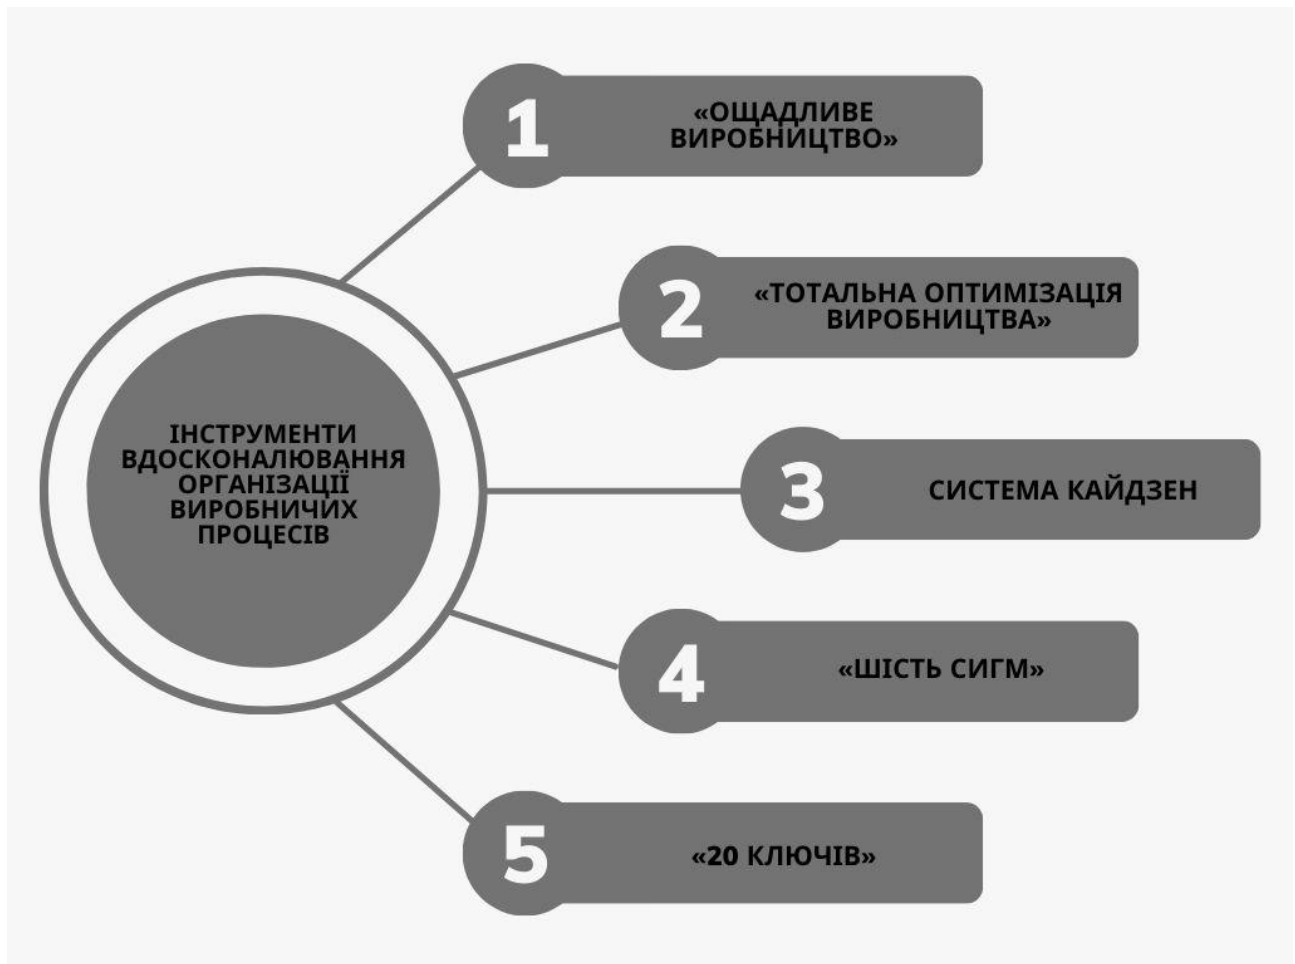 1
«ОЩАДЛИВЕ
ВИРОБНИЦТВО»
2
«ТОТАЛЬНА ОПТИМІЗАЦІЯ
ВИРОБНИЦТВА»
ІНСТРУМЕНТИ
ВДОСКОНАЛЮВАННЯ
ОРГАНІЗАЦІЇ
ВИРОБНИЧИХ
ПРОЦЕСІВ
3
СИСТЕМА КАЙДЗЕН
4
«ШІСТЬ СИГМ»
5
«20 КЛЮЧІВ»